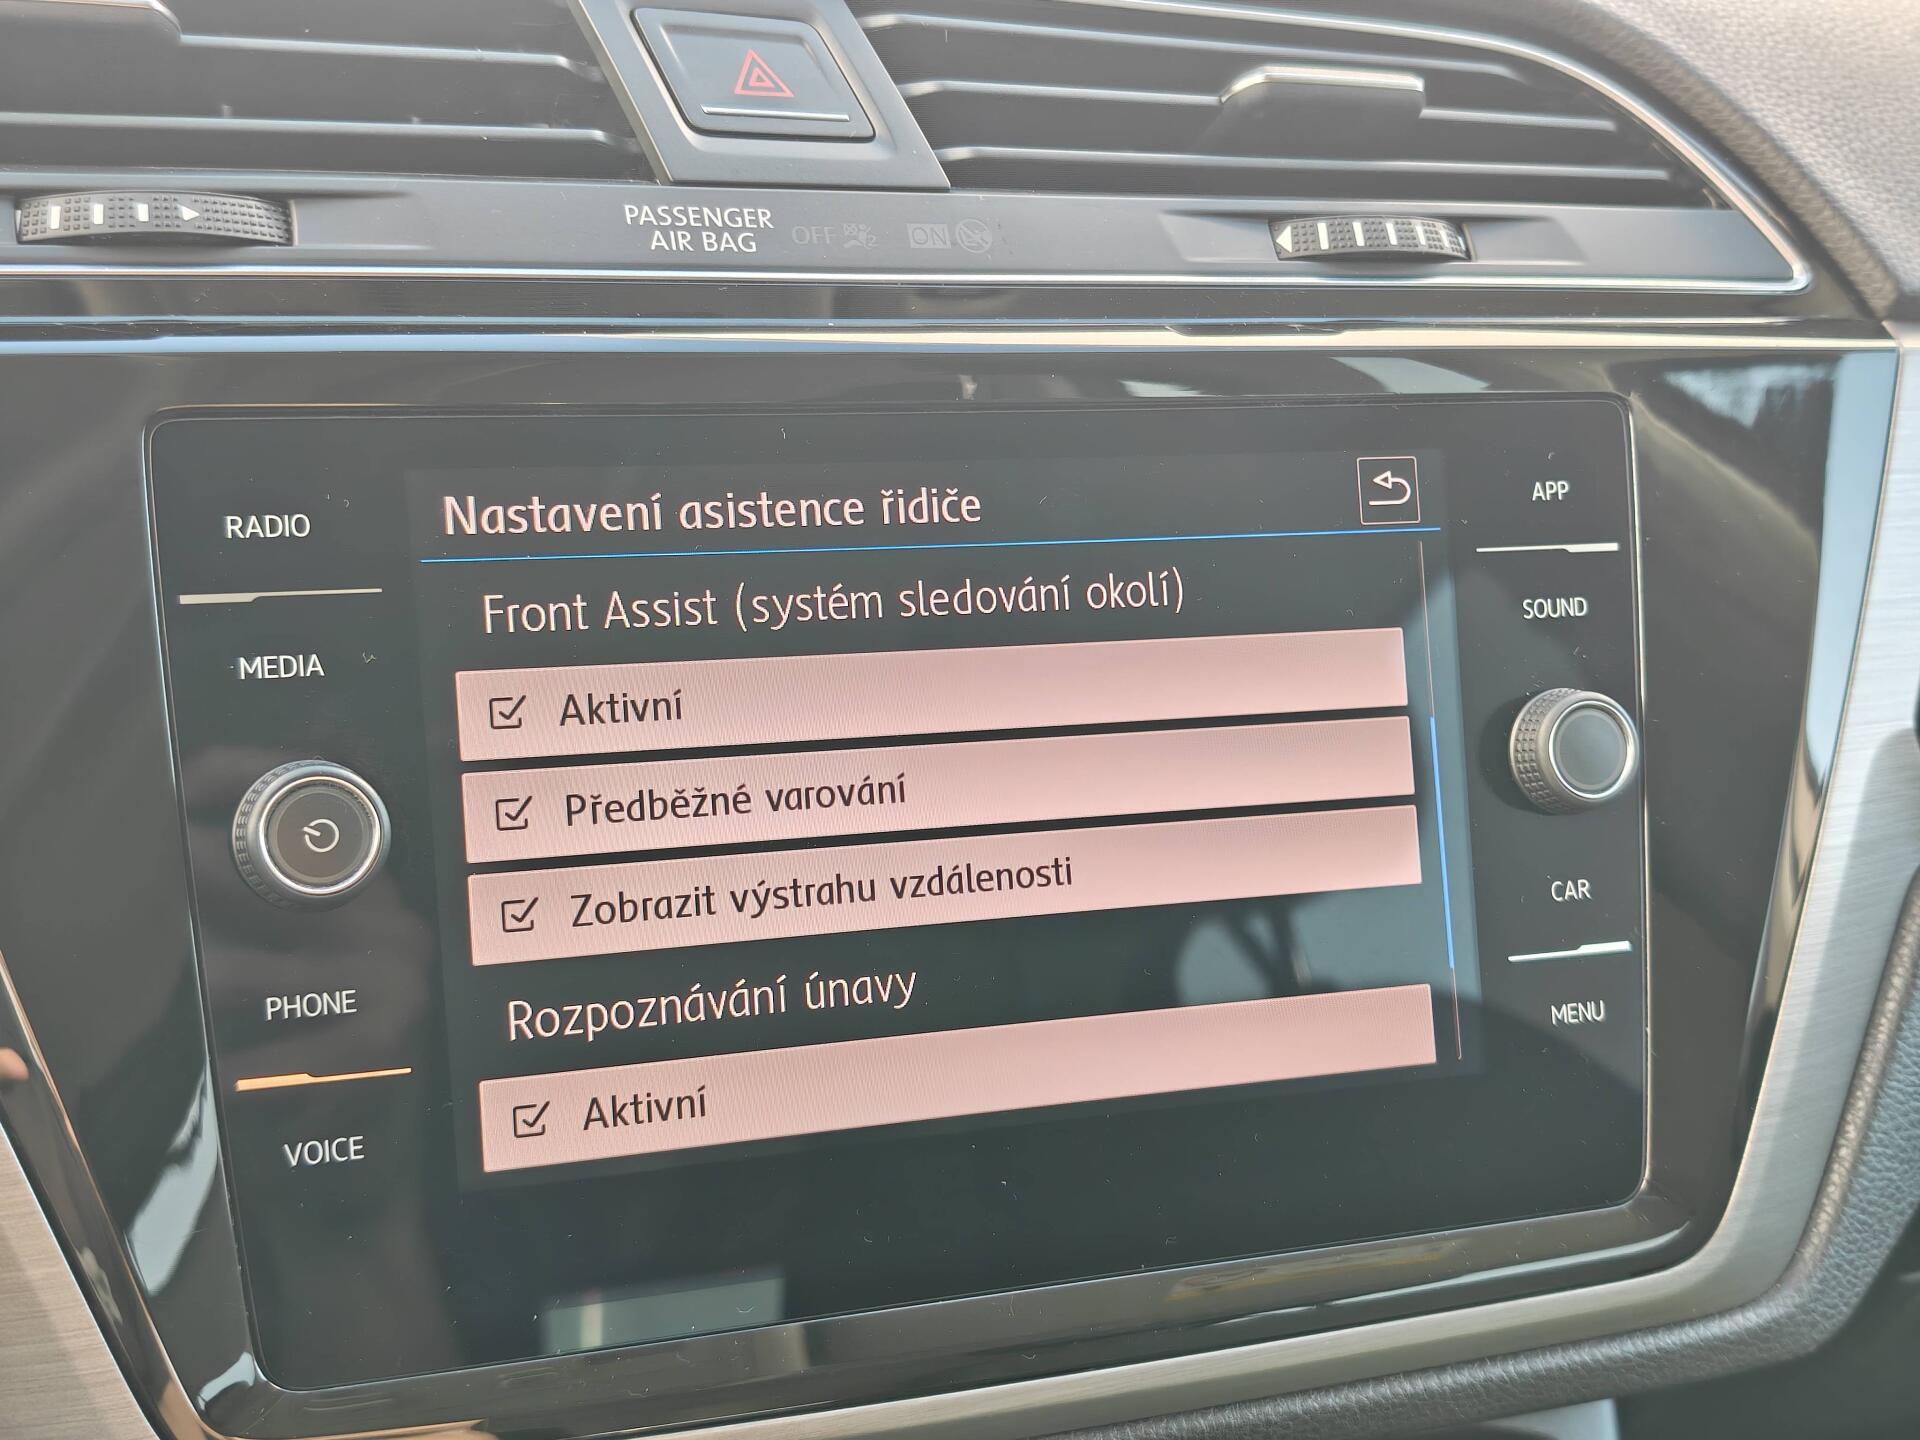 PASSENGER
AIR BAG
OFF
ON
Nastavení asistence řidiče
Front Assist (systém sledování okolí)
Aktivní
Předběžné varování
Zobrazit výstrahu vzdálenosti
Rozpoznávání únavy
Aktivní
RADIO
MEDIA
PHONE
VOICE
APP
SOUND
CAR
MENU